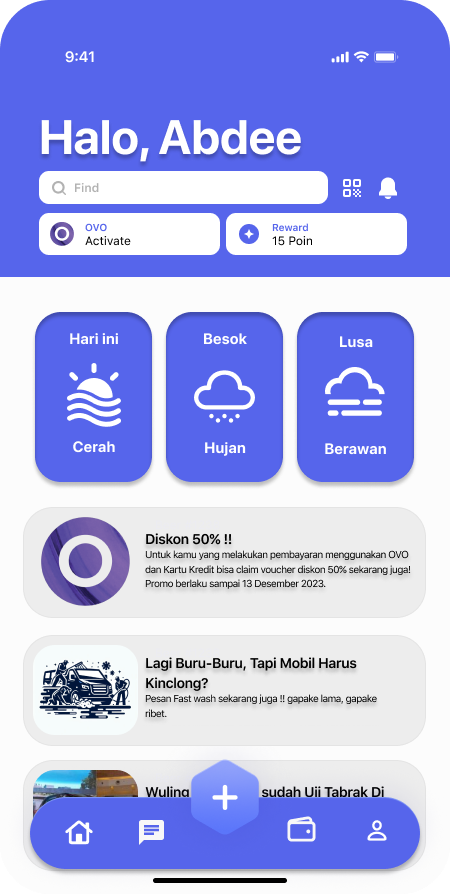 9:41
Halo, Abdee
Find
OVO
Activate
Reward
15 Poin
Hari ini
Besok
Lusa
Cerah
Hujan
Berawan
Diskon 50% !!
Untuk kamu yang melakukan pembayaran menggunakan OVO
dan Kartu Kredit bisa claim voucher diskon 50% sekarang juga!
Promo berlaku sampai 13 Desember 2023.
Lagi Buru-Buru, Tapi Mobil Harus
Kinclong?
Pesan Fast wash sekarang juga !! gapake lama, gapake
ribet.
Wuling sudah Uji Tabrak Di